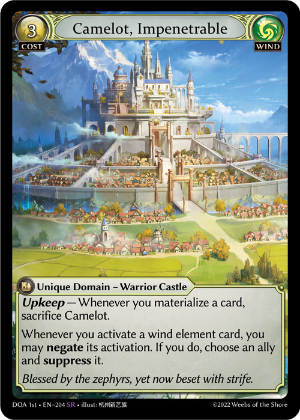 3
COST
Camelot, Impenetrable
WIND
Unique Domain – Warrior Castle
Upkeep — Whenever you materialize a card,
sacrifice Camelot.
Whenever you activate a wind element card, you
may negate its activation. If you do, choose an ally
and suppress it.
Blessed by the zephyrs, yet now beset with strife.
DOA 1st • EN-204 SR • Illust:
©2022 Weebs of the Shore